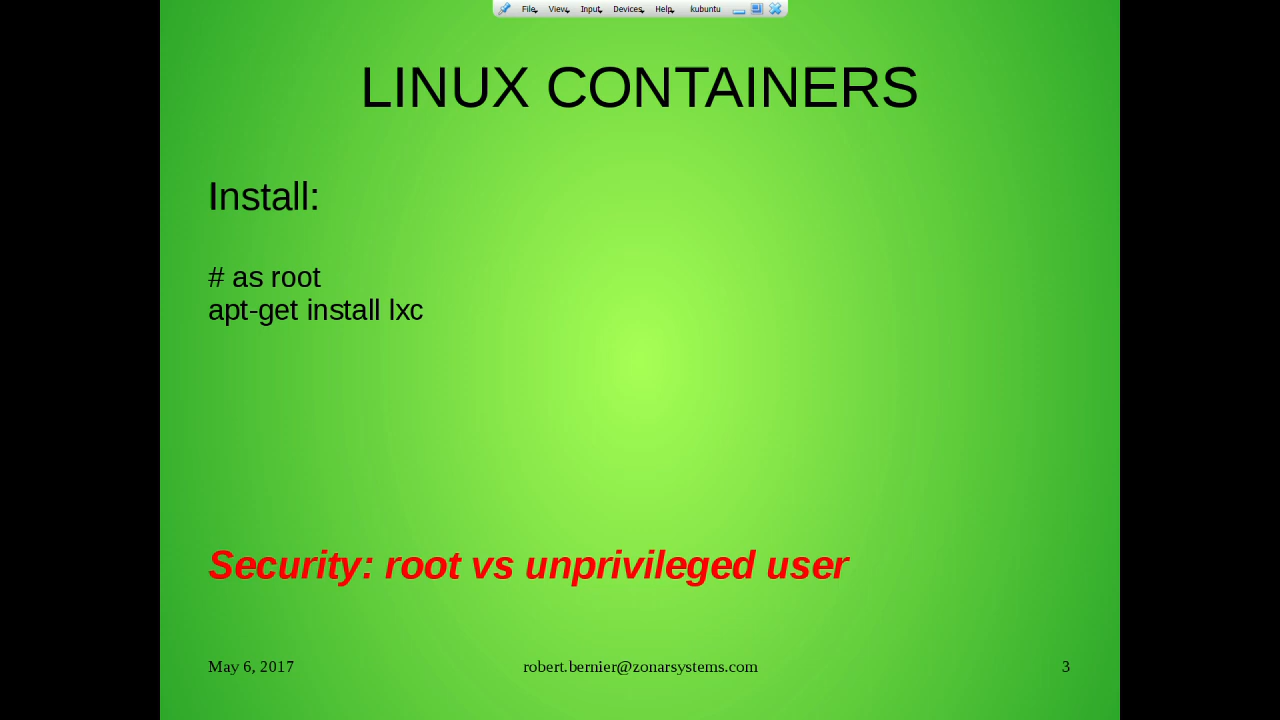 File View Input Devices Help kubuntu
LINUX CONTAINERS
Install:
# as root
apt-get install lxc
Security: root vs unprivileged user
May 6, 2017 robert.bernier@zonarsystems.com 3